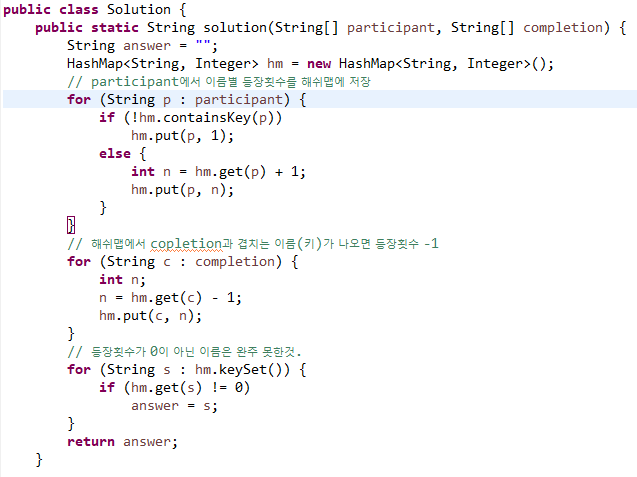 public class Solution {
public static String solution(String[] participant, String[] completion) {
String answer = "";
HashMap<String, Integer> hm = new HashMap<String, Integer>();
// participant에서 이름별 등장횟수를 해쉬맵에 저장
for (String p : participant) {
if (!hm.containsKey(p))
hm.put(p, 1);
else {
int n = hm.get(p) + 1;
hm.put(p, n);
}
}
// 해쉬맵에서 copletion과 겹치는 이름(키)가 나오면 등장횟수 -1
for (String c : completion) {
int n;
n = hm.get(c) - 1;
hm.put(c, n);
}
// 등장횟수가 0이 아닌 이름은 완주 못한것.
for (String s : hm.keySet()) {
if (hm.get(s) != 0)
answer = s;
}
return answer;
}